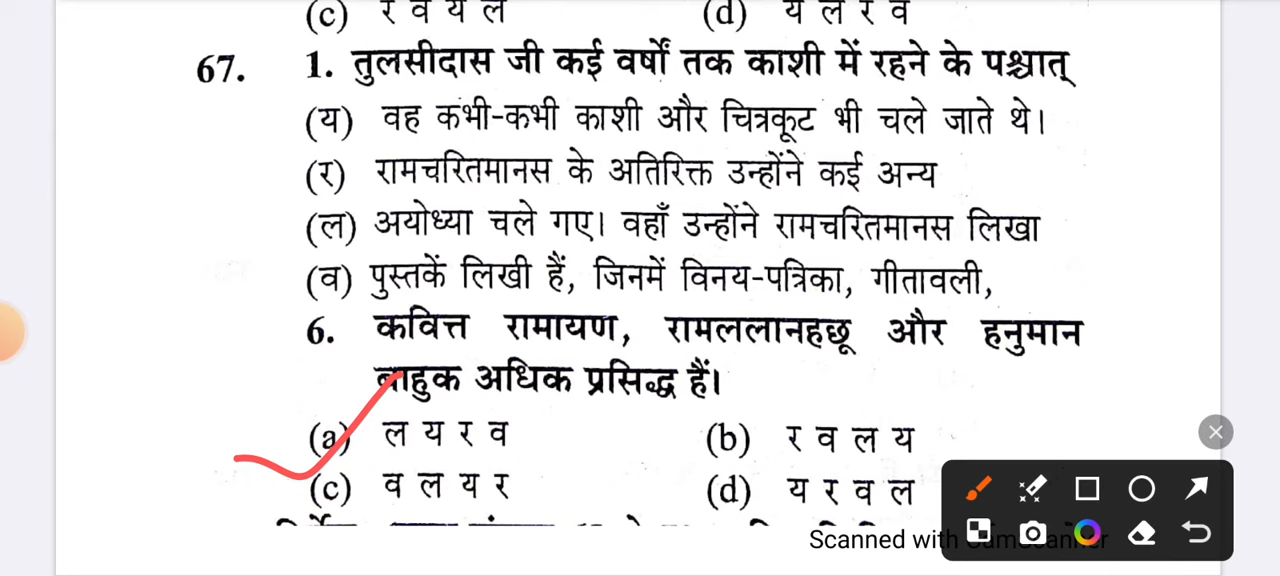 (c) र व य ल (d) य ल र व
67. 1. तुलसीदास जी कई वर्षों तक काशी में रहने के पश्चात्
(य) वह कभी-कभी काशी और चित्रकूट भी चले जाते थे।
(र) रामचरितमानस के अतिरिक्त उन्होंने कई अन्य
(ल) अयोध्या चले गए। वहाँ उन्होंने रामचरितमानस लिखा
(व) पुस्तकें लिखी हैं, जिनमें विनय-पत्रिका, गीतावली,
6. कवित्त रामायण, रामललानहछू और हनुमान
बाहुक अधिक प्रसिद्ध हैं।
(a) ल य र व (b) र व ल य
(c) व ल य र (d) य र व ल
Scanned with